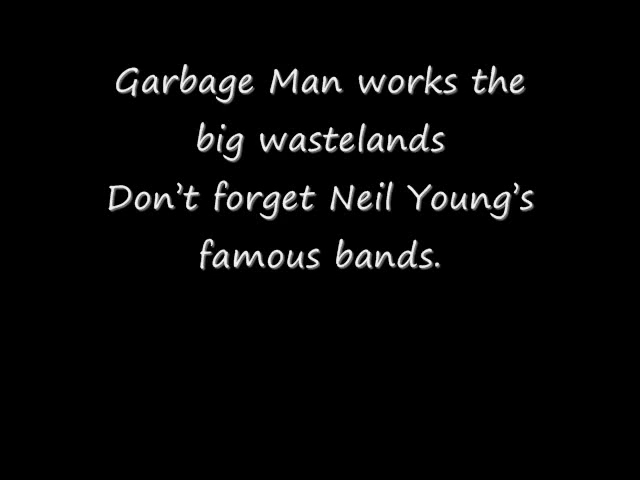 Garbage Man works the
big wastelands
Don’t forget Neil Young’s
famous bands.